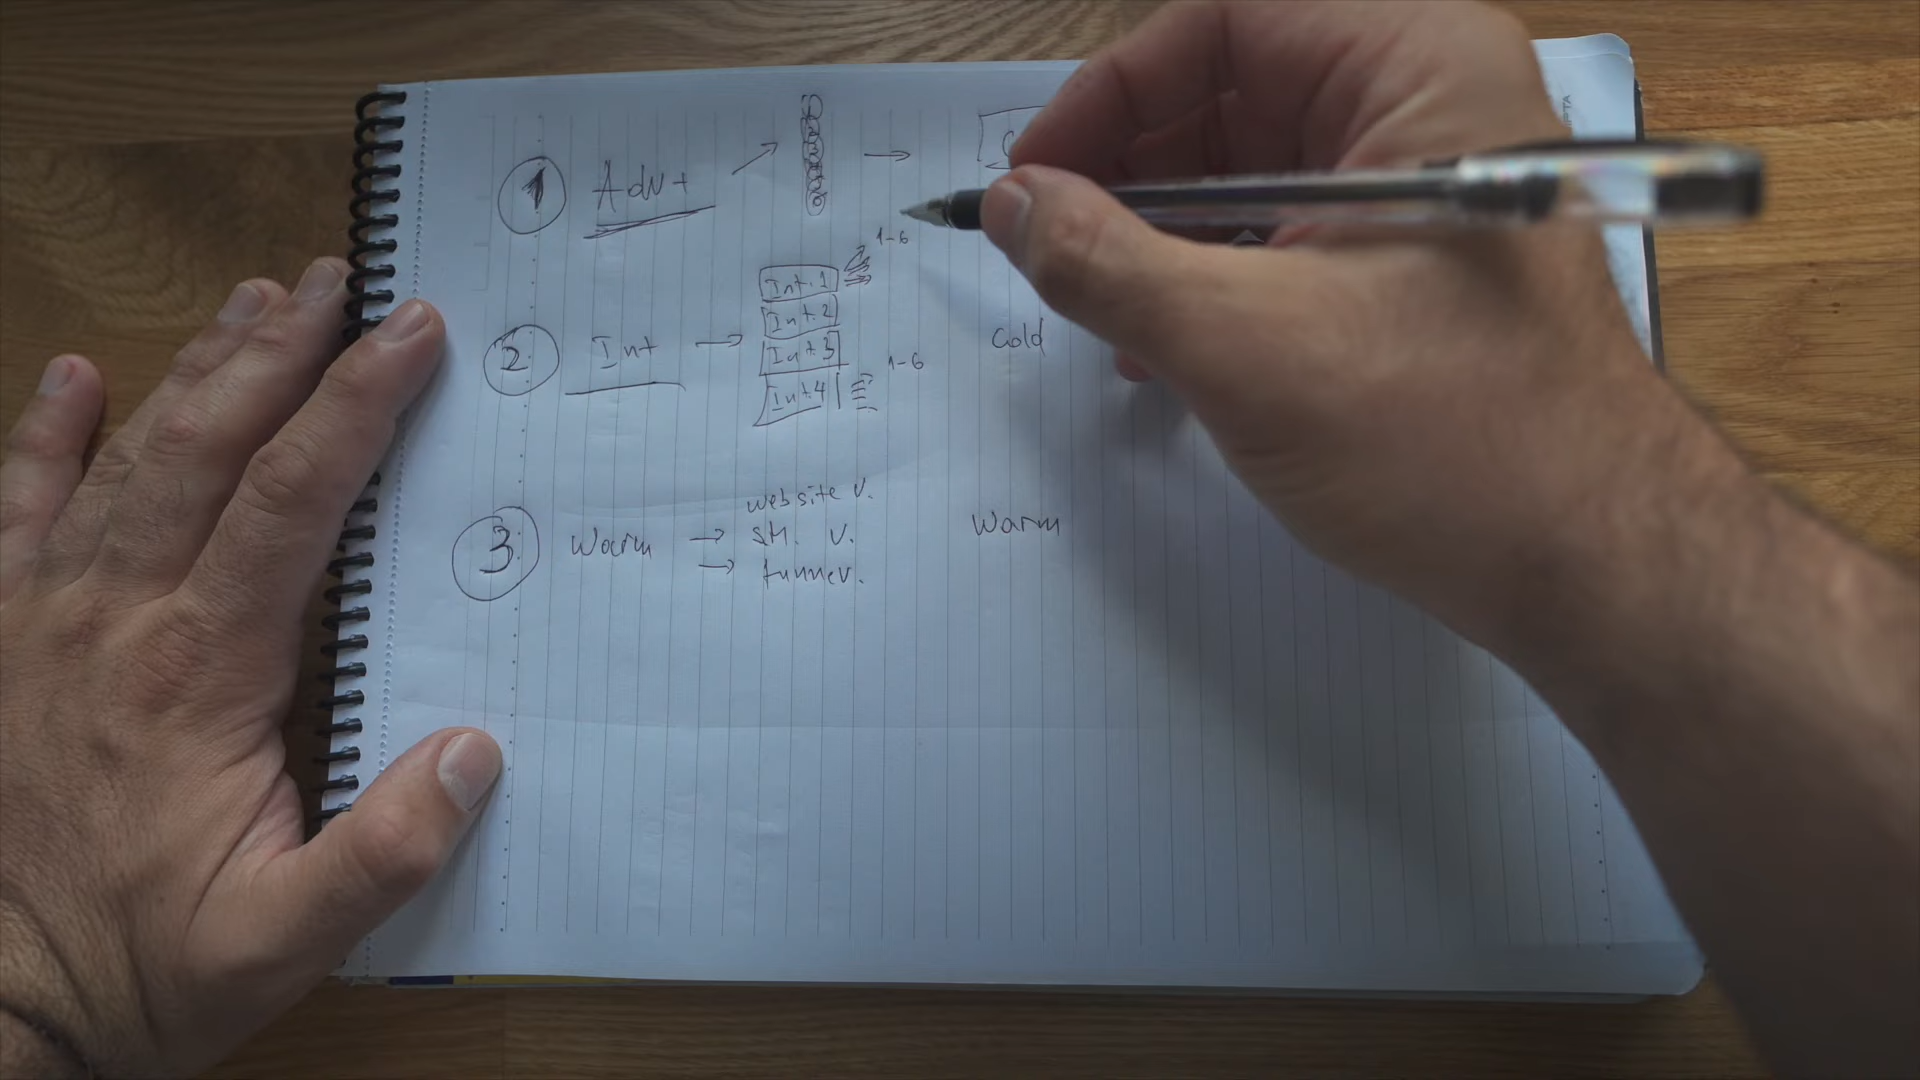 1 Adv+ → →
1-6
Int.1
Int.2
2 Int → Int.3 Cold
Int.4 1-6
website v.
3 Warm → SM. v. Warm
→ funnel v.